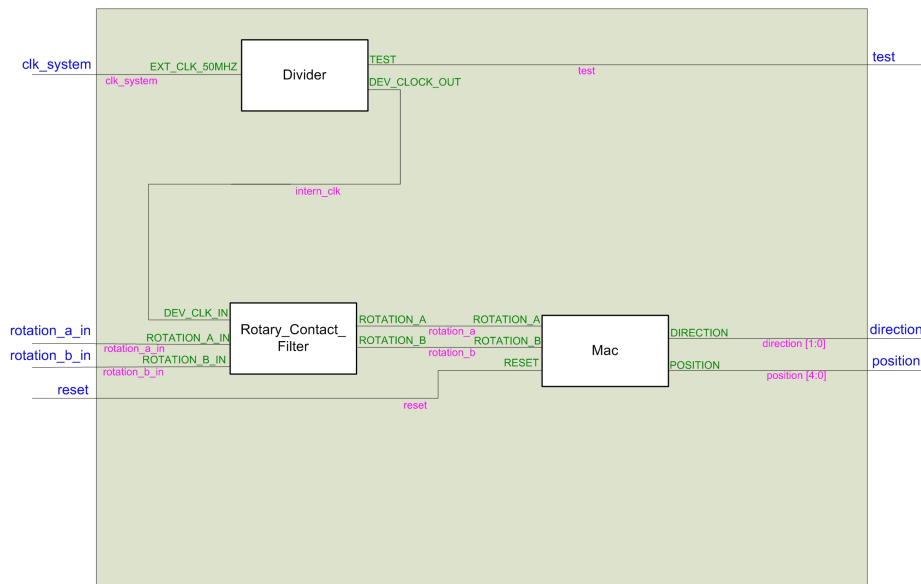 clk_system
EXT_CLK_50MHZ
clk_system
Divider
TEST
DEV_CLOCK_OUT
test
test
intern_clk
DEV_CLK_IN
rotation_a_in
ROTATION_A_IN
rotation_a_in
rotation_b_in
ROTATION_B_IN
rotation_b_in
Rotary_Contact_
Filter
ROTATION_A
rotation_a
ROTATION_A
ROTATION_B
rotation_b
ROTATION_B
reset
RESET
reset
Mac
DIRECTION
direction [1:0]
direction
POSITION
position [4:0]
position